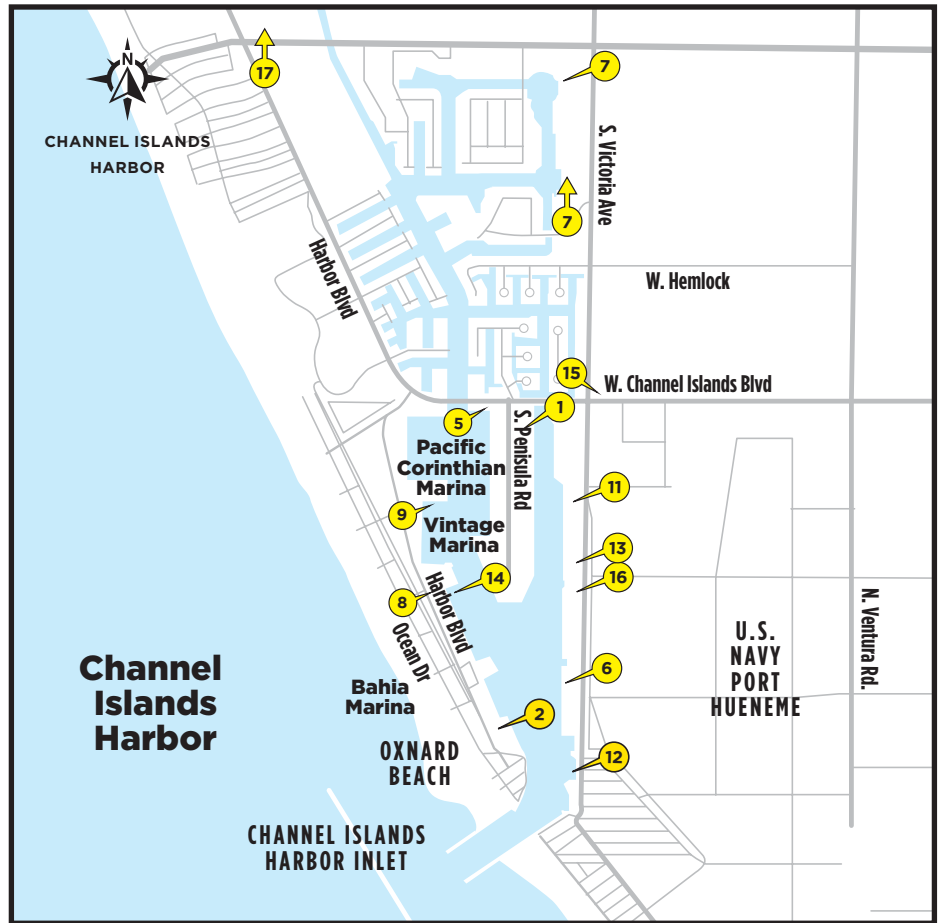 N
17
7
CHANNEL ISLANDS
HARBOR
S. Victoria Ave
7
Harbor Blvd
W. Hemlock
15
W. Channel Islands Blvd
5
1
S. Penisula Rd
Pacific
Corinthian
Marina
11
9
Vintage
Marina
13
14
16
8
Harbor Blvd
Ocean Dr
N. Ventura Rd.
U.S.
NAVY
PORT
HUENEME
Channel
Islands
Harbor
6
Bahia
Marina
2
OXNARD
BEACH
12
CHANNEL ISLANDS
HARBOR INLET